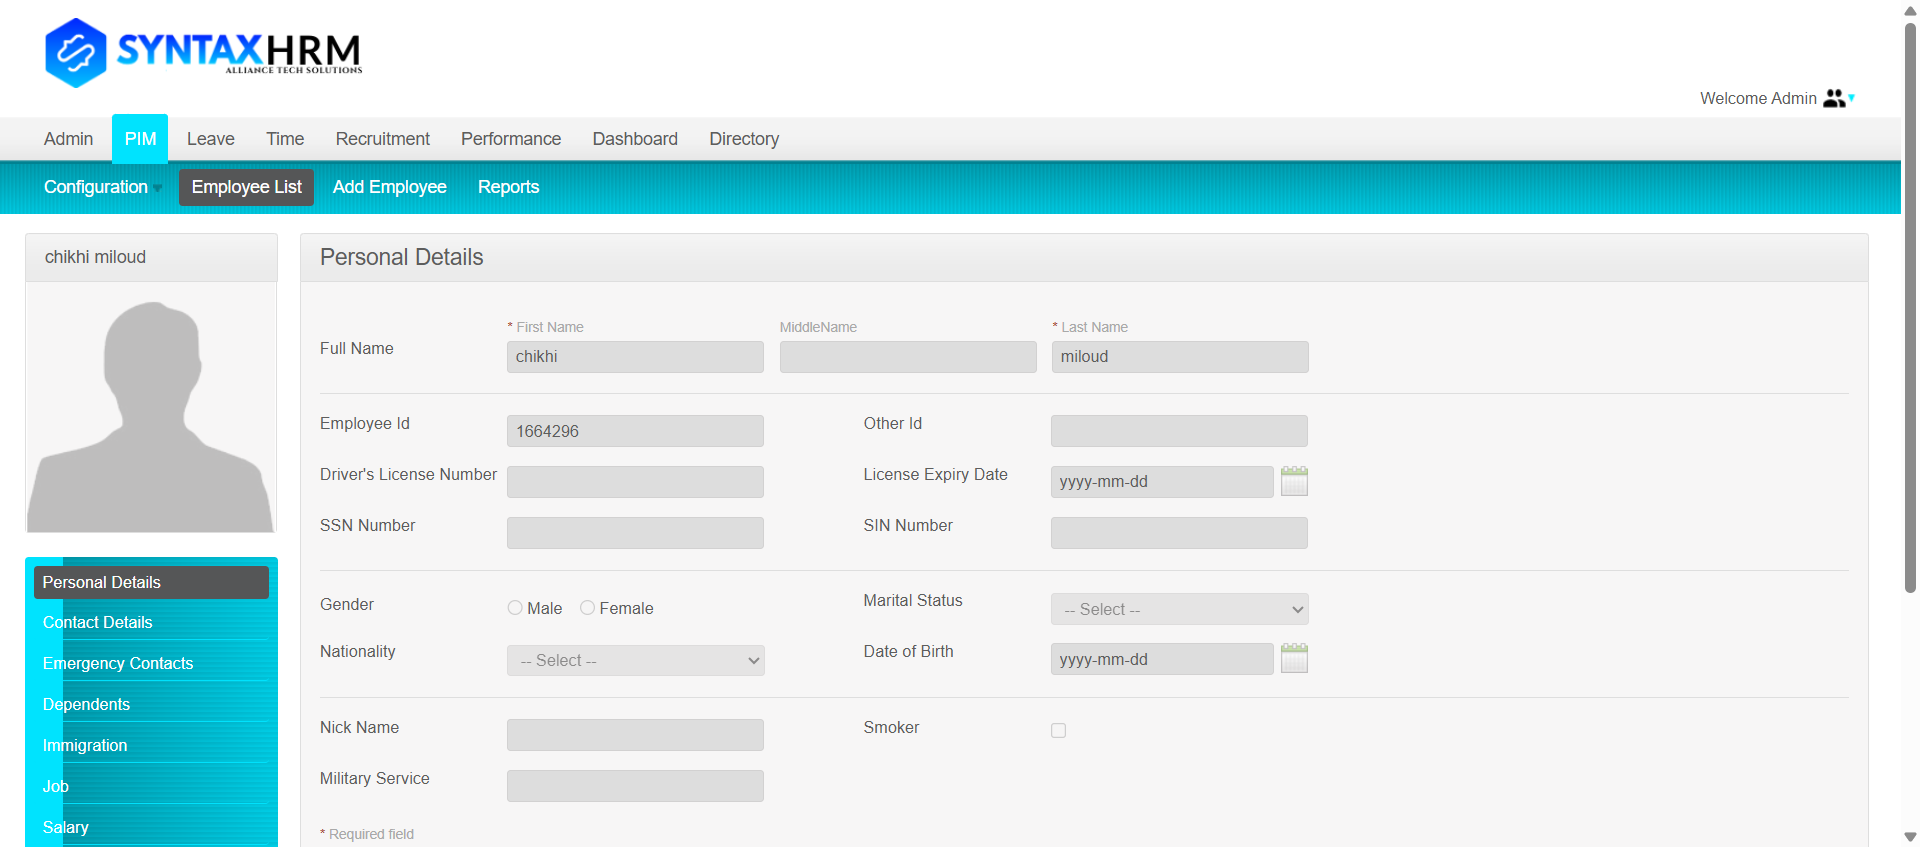 SYNTAXHRM
ALLIANCE TECH SOLUTIONS
Welcome Admin
Admin PIM Leave Time Recruitment Performance Dashboard Directory
Configuration Employee List Add Employee Reports
chikhi miloud
Personal Details
Contact Details
Emergency Contacts
Dependents
Immigration
Job
Salary
Personal Details
* First Name MiddleName * Last Name
Full Name chikhi miloud
Employee Id 1664296 Other Id
Driver's License Number License Expiry Date yyyy-mm-dd
SSN Number SIN Number
Gender Male Female Marital Status -- Select --
Nationality -- Select -- Date of Birth yyyy-mm-dd
Nick Name Smoker
Military Service
* Required field